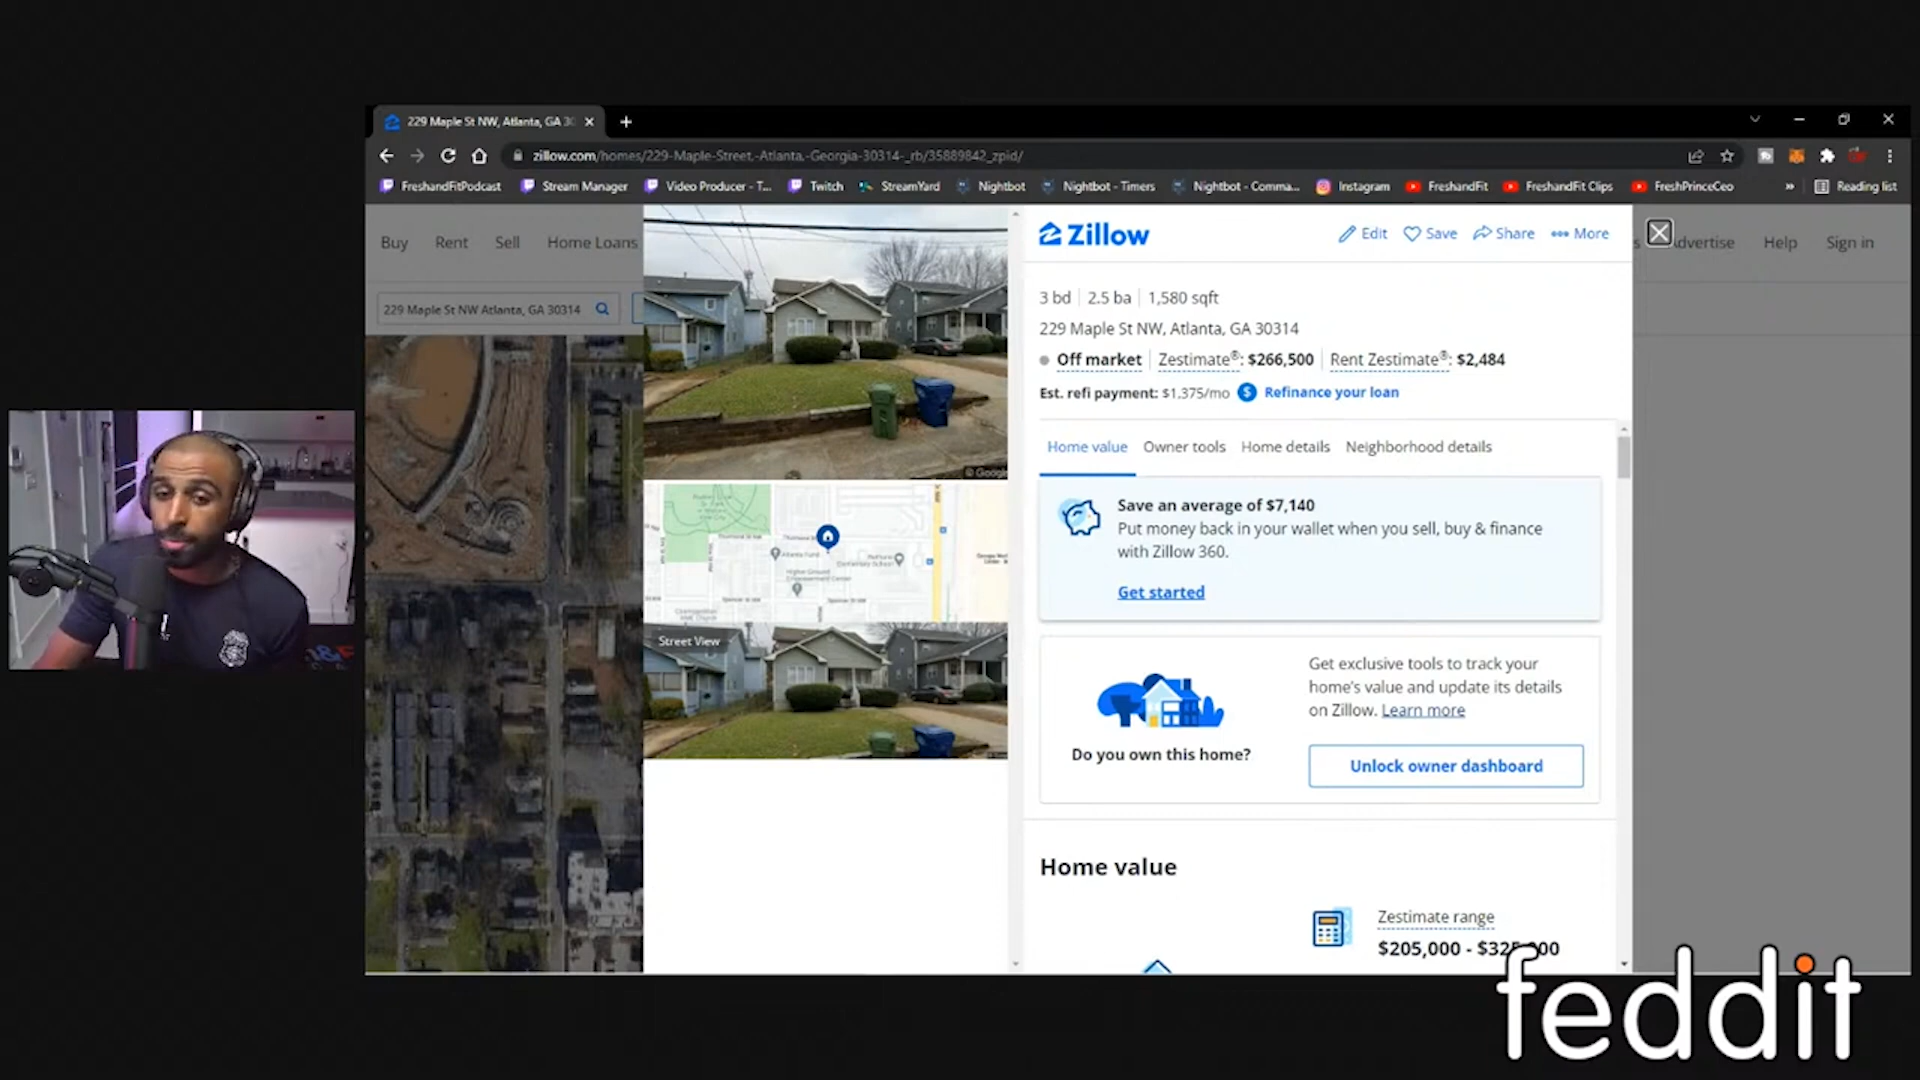 229 Maple St NW, Atlanta, GA 30
zillow.com/homes/229-Maple-Street,-Atlanta,-Georgia-30314-_rb/35889842_zpid/
FreshandFitPodcast
Stream Manager
Video Producer - T...
Twitch
StreamYard
Nightbot
Nightbot - Timers
Nightbot - Comma...
Instagram
FreshandFit
FreshandFit Clips
FreshPrinceCeo
»
Reading list
Buy Rent Sell Home Loans
Advertise Help Sign in
229 Maple St NW Atlanta, GA 30314
© Google
Street View
Zillow
Edit Save Share More
3 bd 2.5 ba 1,580 sqft
229 Maple St NW, Atlanta, GA 30314
Off market Zestimate®: $266,500 Rent Zestimate®: $2,484
Est. refi payment: $1,375/mo $ Refinance your loan
Home value Owner tools Home details Neighborhood details
Save an average of $7,140
Put money back in your wallet when you sell, buy & finance
with Zillow 360.
Get started
Do you own this home?
Get exclusive tools to track your
home's value and update its details
on Zillow. Learn more
Unlock owner dashboard
Home value
Zestimate range
$205,000 - $325,000
feddit